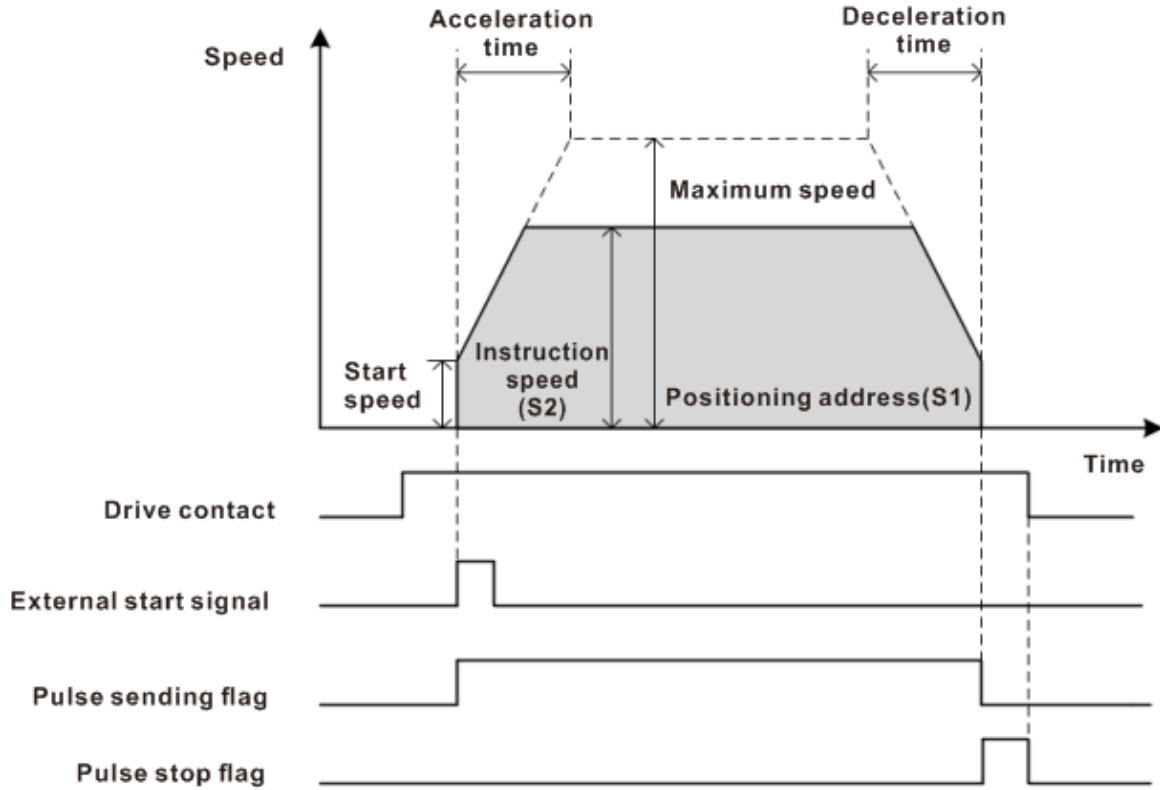 Acceleration
time
Deceleration
time
Speed
Maximum speed
Instruction
speed
(S2)
Start
speed
Positioning address(S1)
Time
Drive contact
External start signal
Pulse sending flag
Pulse stop flag